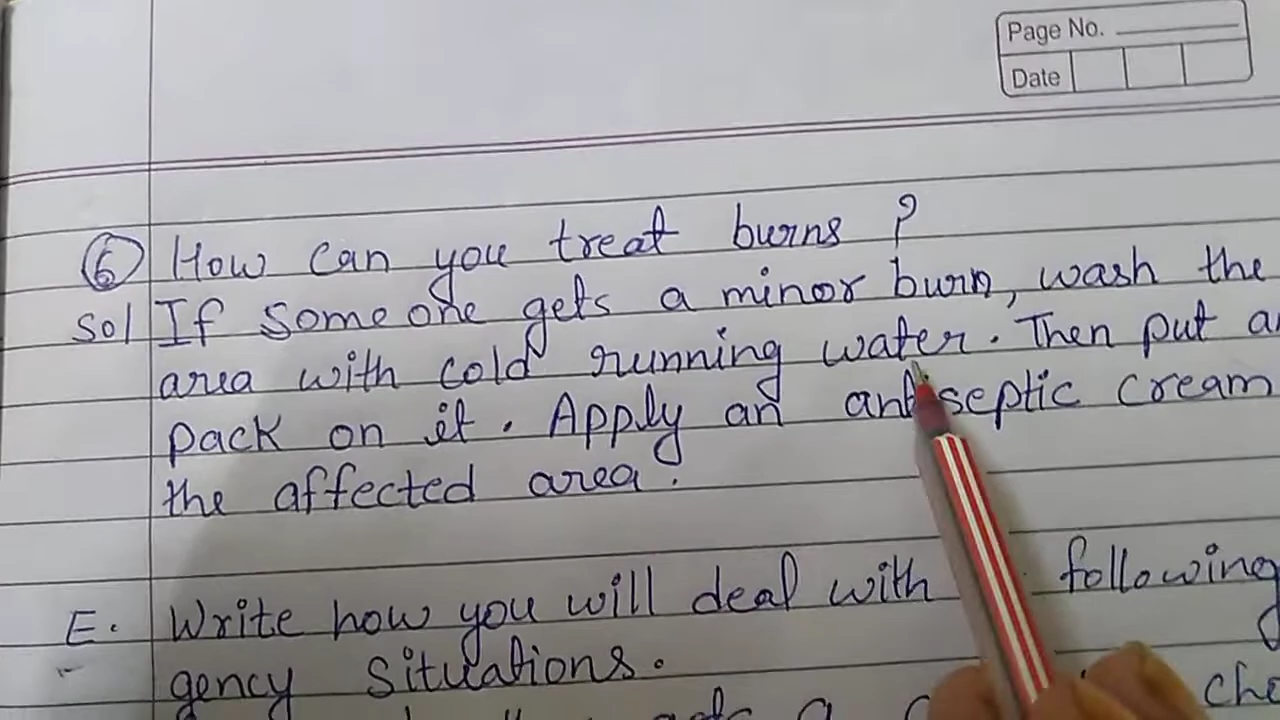 Page No.
Date
6 How can you treat burns ?
Sol If someone gets a minor burn, wash the
area with cold running water. Then put a
pack on it. Apply an antiseptic cream
the affected area.
E. Write how you will deal with following
gency situations.